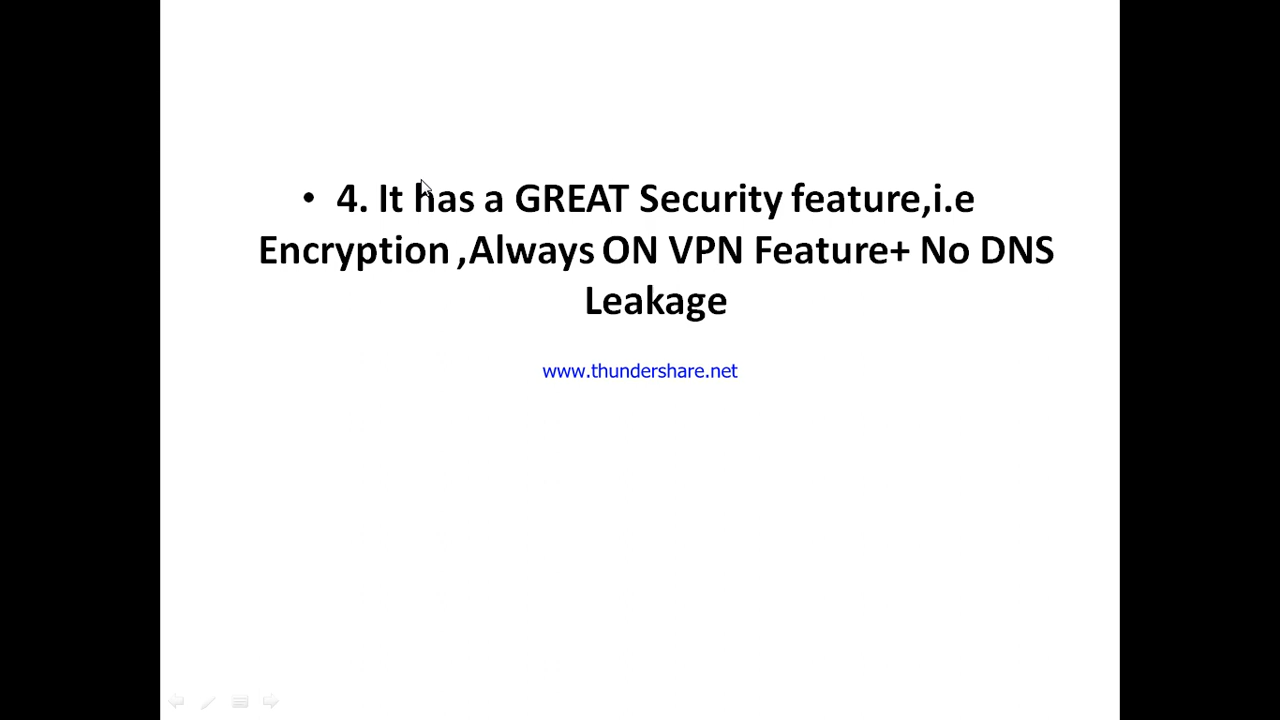 • 4. It has a GREAT Security feature,i.e
Encryption ,Always ON VPN Feature+ No DNS
Leakage
www.thundershare.net